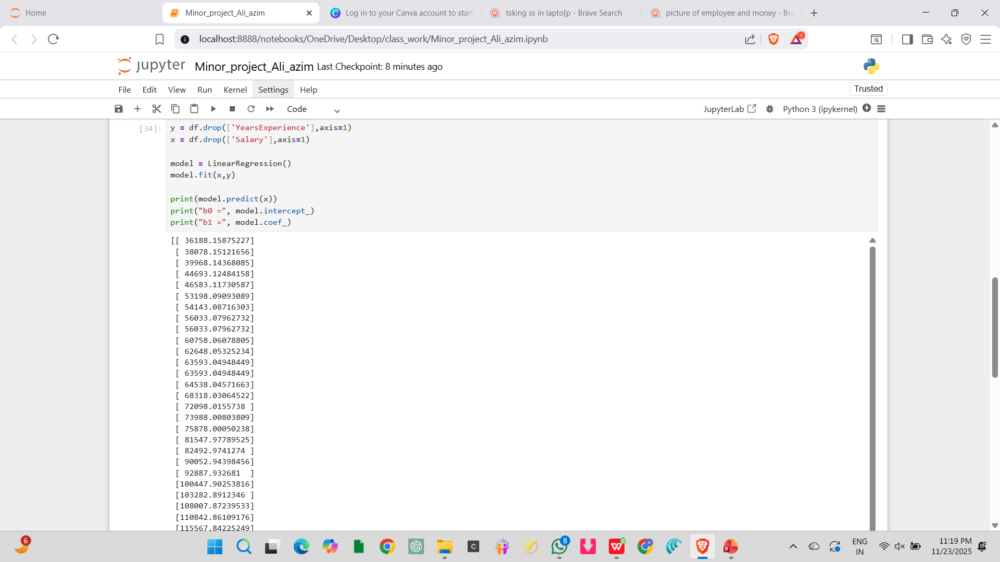 Home
Minor_project_Ali_azim
Log in to your Canva account to start
tsking ss in lapto[p - Brave Search
picture of employee and money - Bra
localhost:8888/notebooks/OneDrive/Desktop/class_work/Minor_project_Ali_azim.ipynb
1
jupyter Minor_project_Ali_azim Last Checkpoint: 8 minutes ago
File Edit View Run Kernel Settings Help
Trusted
Code
JupyterLab
Python 3 (ipykernel)
[34]:
y = df.drop(['YearsExperience'],axis=1)
x = df.drop(['Salary'],axis=1)
model = LinearRegression()
model.fit(x,y)
print(model.predict(x))
print("b0 =", model.intercept_)
print("b1 =", model.coef_)
[[ 36188.15875227]
[ 38078.15121656]
[ 39968.14368085]
[ 44693.12484158]
[ 46583.11730587]
[ 53198.09093089]
[ 54143.08716303]
[ 56033.07962732]
[ 56033.07962732]
[ 60758.06078805]
[ 62648.05325234]
[ 63593.04948449]
[ 63593.04948449]
[ 64538.04571663]
[ 68318.03064522]
[ 72098.0155738 ]
[ 73988.00803809]
[ 75878.00050238]
[ 81547.97789525]
[ 82492.9741274 ]
[ 90052.94398456]
[ 92887.932681  ]
[100447.90253816]
[103282.8912346 ]
[108007.87239533]
[110842.86109176]
[115567.84225249]
6
C
8
W
S
A
P
ENG
IN
11:19 PM
11/23/2025